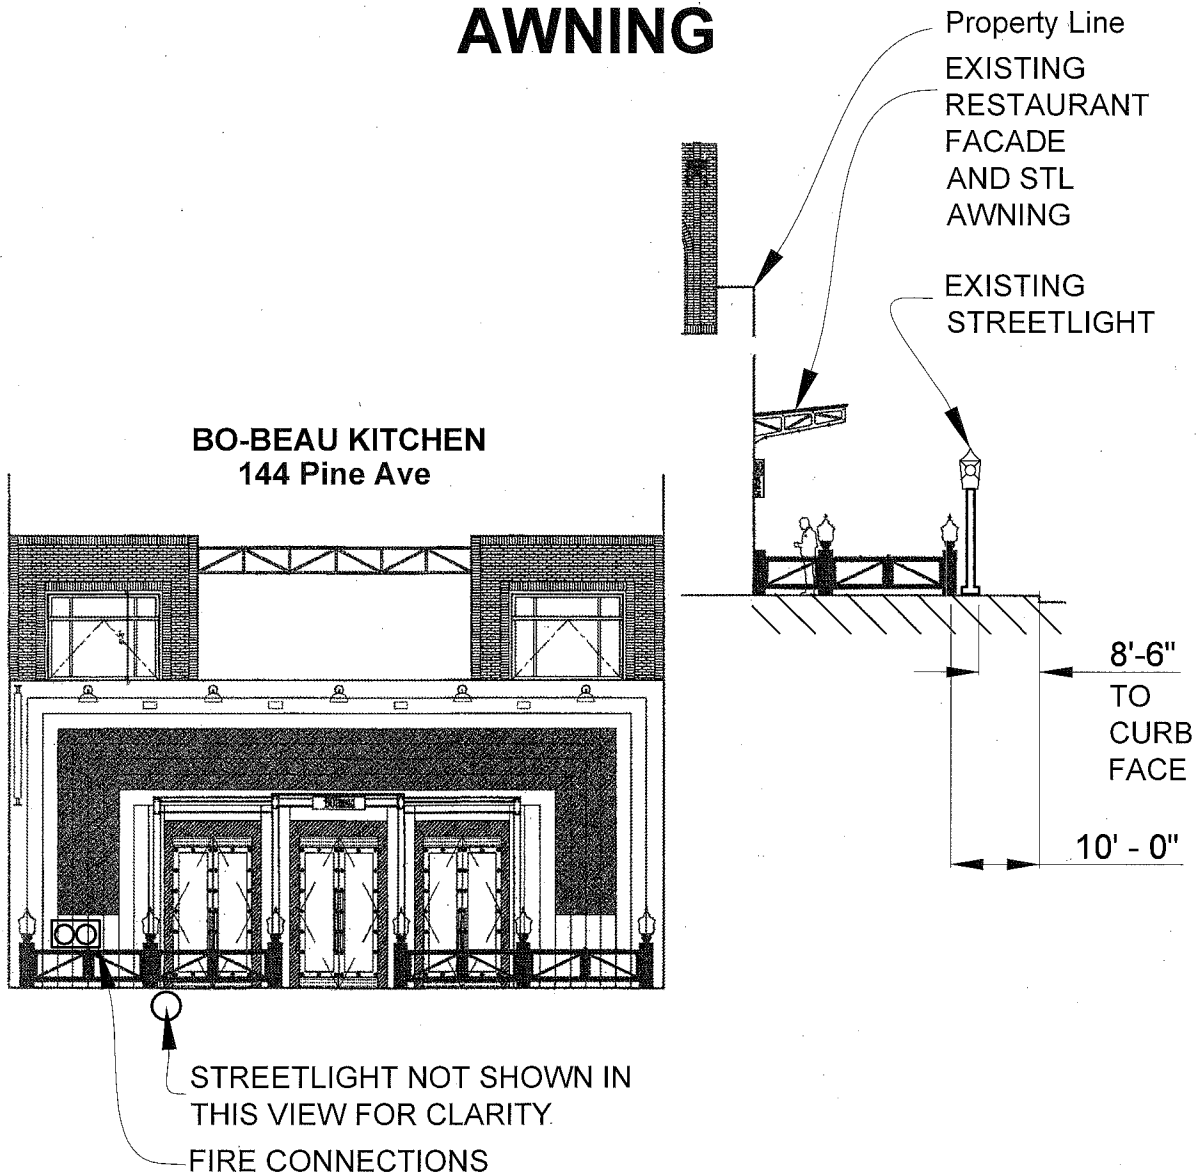 AWNING
Property Line
EXISTING
RESTAURANT
FACADE
AND STL
AWNING
EXISTING
STREETLIGHT
BO-BEAU KITCHEN
144 Pine Ave
8'-6"
TO
CURB
FACE
10' - 0"
STREETLIGHT NOT SHOWN IN
THIS VIEW FOR CLARITY.
FIRE CONNECTIONS